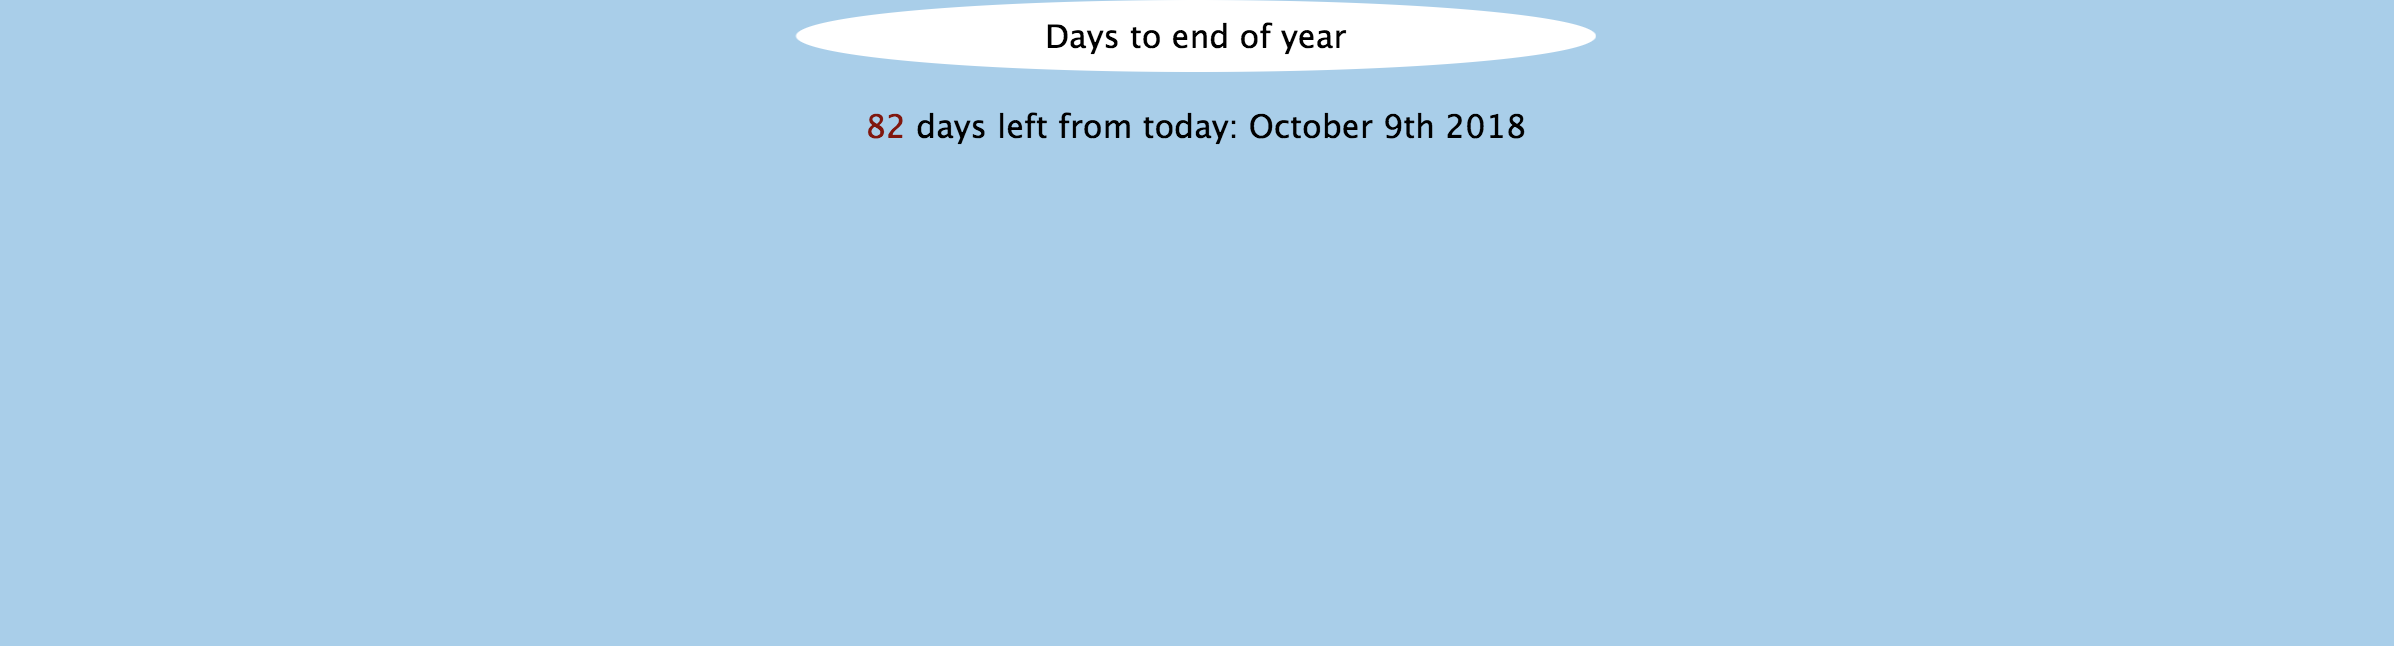 Days to end of year
82 days left from today: October 9th 2018